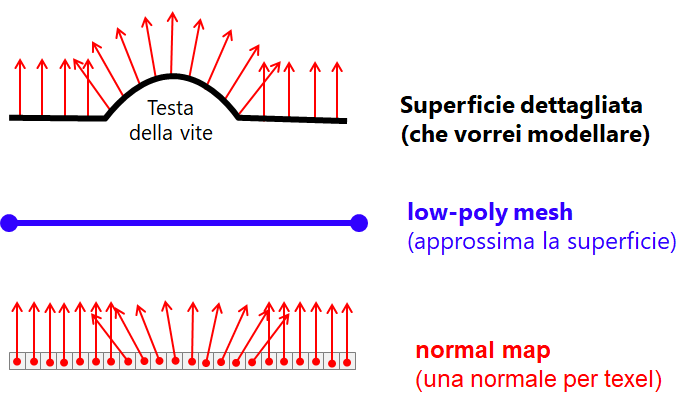 Testa
della vite
Superficie dettagliata
(che vorrei modellare)
low-poly mesh
(approssima la superficie)
normal map
(una normale per texel)